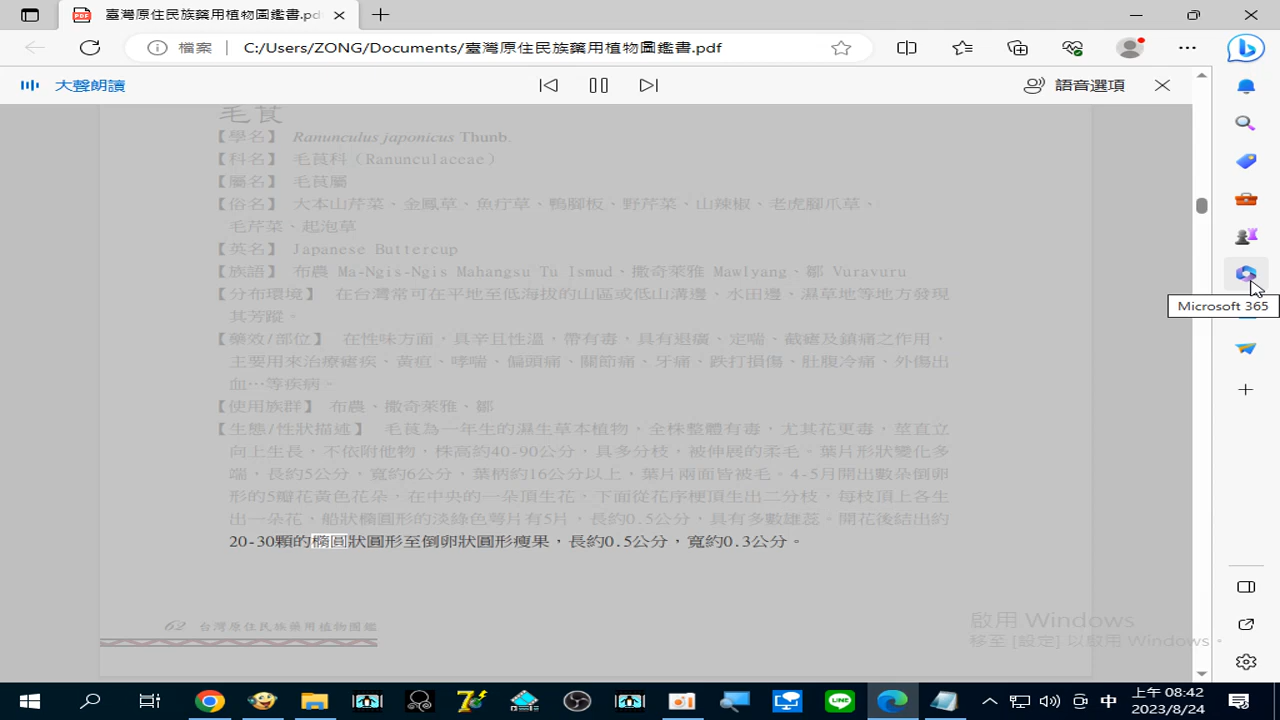 臺灣原住民族藥用植物圖鑑書.pdf
檔案
C:/Users/ZONG/Documents/臺灣原住民族藥用植物圖鑑書.pdf
大聲朗讀
語音選項
毛茛
【學名】 Ranunculus japonicus Thunb.
【科名】 毛茛科（Ranunculaceae）
【屬名】 毛茛屬
【俗名】 大本山芹菜、金鳳草、魚疔草、鴨腳板、野芹菜、山辣椒、老虎腳爪草、
毛芹菜、起泡草
【英名】 Japanese Buttercup
【族語】 布農 Ma-Ngis-Ngis Mahangsu Tu Ismud、撒奇萊雅 Mawlyang、鄒 Vuravuru
【分布環境】 在台灣常可在平地至低海拔的山區或低山溝邊、水田邊、濕草地等地方發現
其芳蹤。
【藥效/部位】 在性味方面，具辛且性溫，帶有毒，具有退癀、定喘、截瘧及鎮痛之作用，
主要用來治療瘧疾、黃疸、哮喘、偏頭痛、關節痛、牙痛、跌打損傷、肚腹冷痛、外傷出
血…等疾病。
【使用族群】 布農、撒奇萊雅、鄒
【生態/性狀描述】 毛茛為一年生的濕生草本植物，全株整體有毒，尤其花更毒，莖直立
向上生長，不依附他物，株高約40-90公分，具多分枝，被伸展的柔毛。葉片形狀變化多
喘，長約5公分，寬約6公分，葉柄約16公分以上，葉片兩面皆被毛。4-5月開出數朵倒卵
形的5瓣花黃色花朵，在中央的一朵頂生花，下面從花序梗頂生出二分枝，每枝頂上各生
出一朵花，船狀橢圓形的淡綠色萼片有5片，長約0.5公分，具有多數雄蕊。開花後結出約
20-30顆的橢圓狀圓形至倒卵狀圓形瘦果，長約0.5公分，寬約0.3公分。
62 台灣原住民族藥用植物圖鑑
Microsoft 365
啟用 Windows
移至 [設定] 以啟用 Windows。
中
上午 08:42
2023/8/24